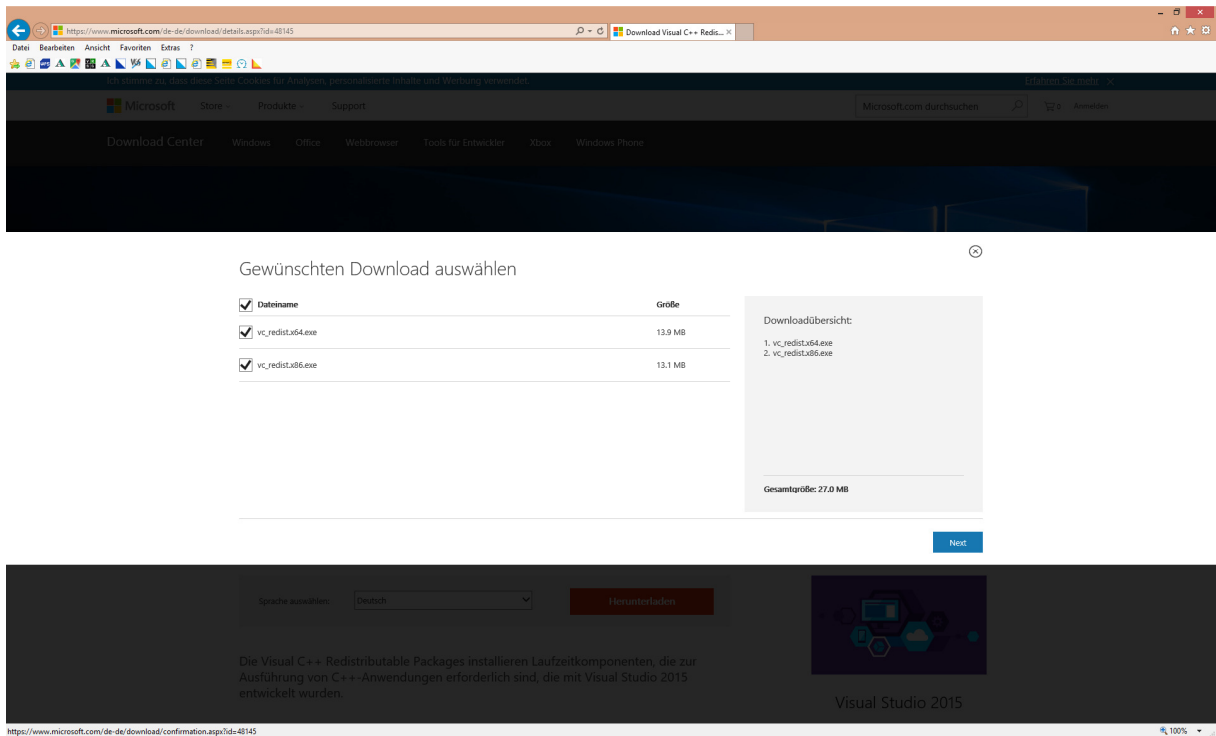 https://www.microsoft.com/de-de/download/details.aspx?id=48145
Download Visual C++ Redis...
Datei Bearbeiten Ansicht Favoriten Extras ?
Ich stimme zu, dass diese Seite Cookies für Analysen, personalisierte Inhalte und Werbung verwendet.
Erfahren Sie mehr
Microsoft Store Produkte Support
Microsoft.com durchsuchen
0 Anmelden
Download Center Windows Office Webbrowser Tools für Entwickler Xbox Windows Phone
Gewünschten Download auswählen
Dateiname Größe
vc_redist.x64.exe 13.9 MB
vc_redist.x86.exe 13.1 MB
Downloadübersicht:
1. vc_redist.x64.exe
2. vc_redist.x86.exe
Gesamtgröße: 27.0 MB
Next
Sprache auswählen: Deutsch Herunterladen
Die Visual C++ Redistributable Packages installieren Laufzeitkomponenten, die zur
Ausführung von C++-Anwendungen erforderlich sind, die mit Visual Studio 2015
entwickelt wurden.
Visual Studio 2015
https://www.microsoft.com/de-de/download/confirmation.aspx?id=48145
100%